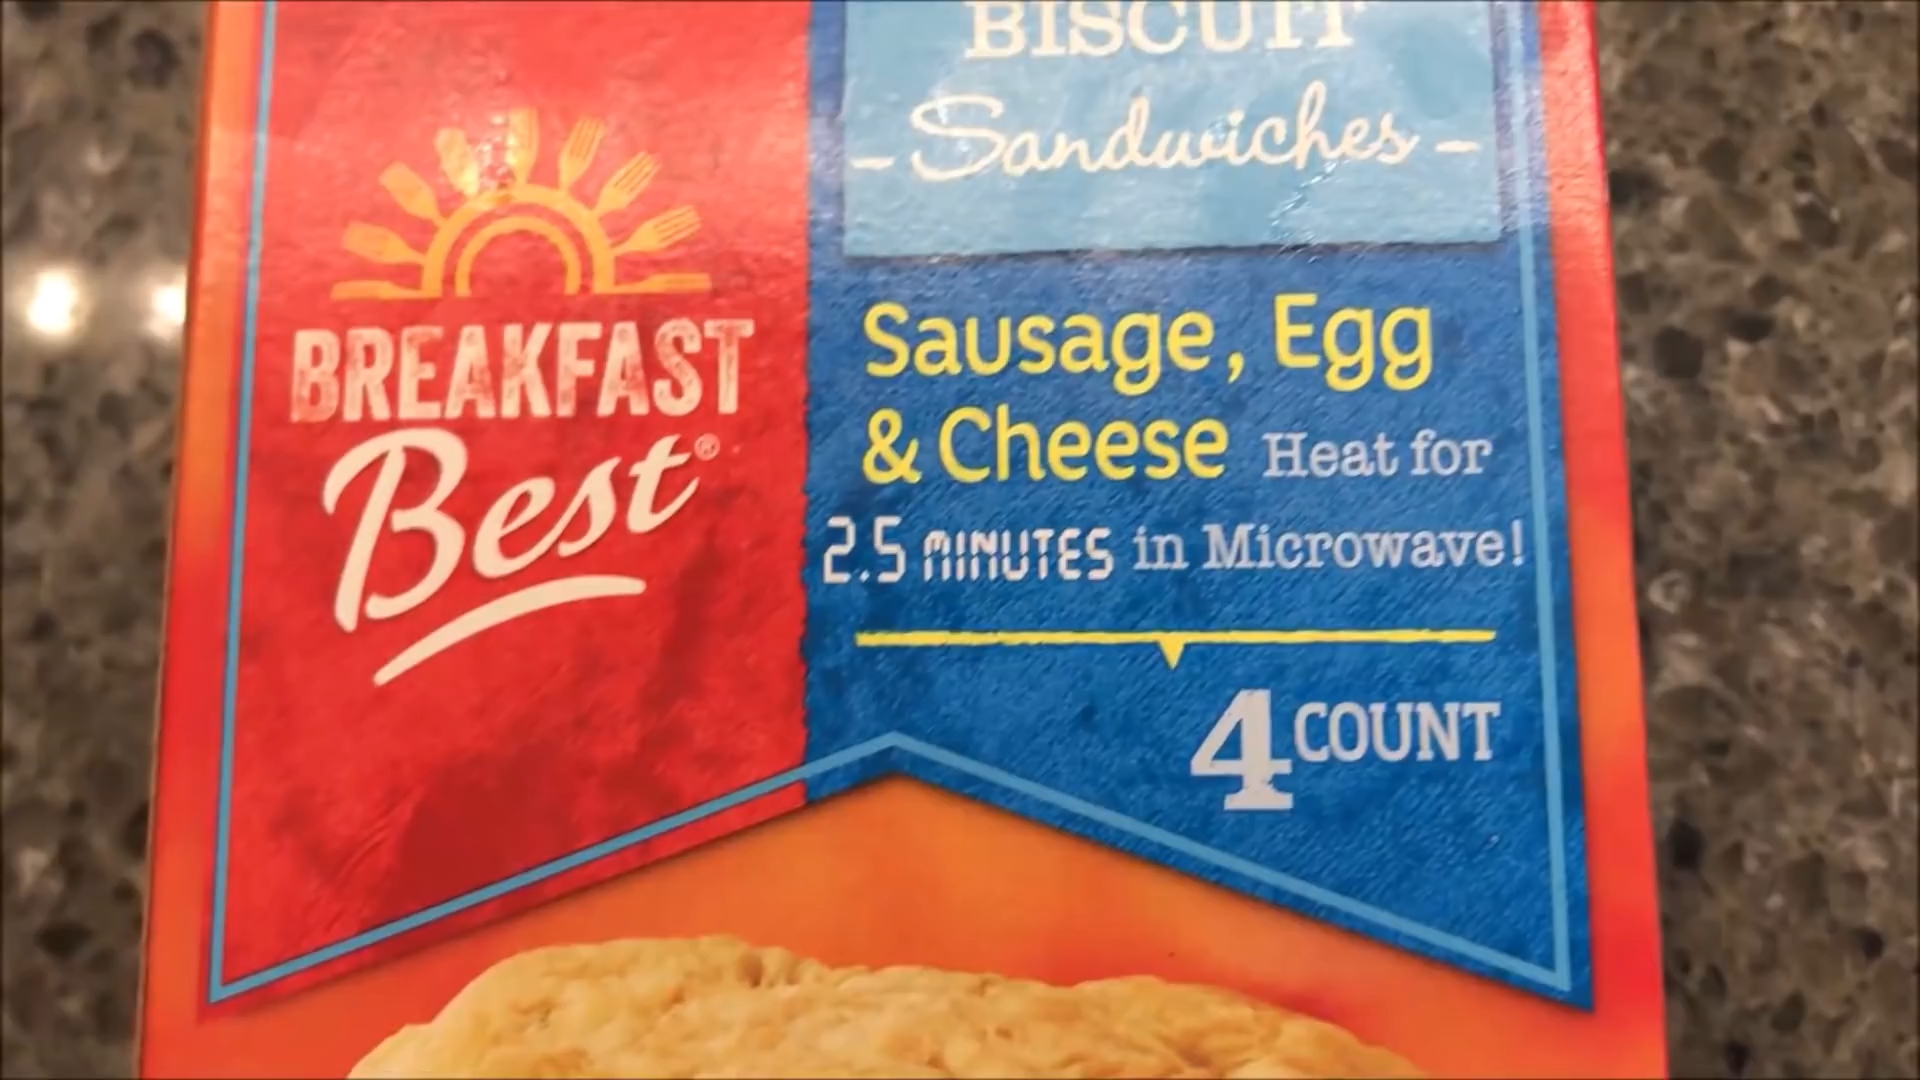 BISCUIT
- Sandwiches -
BREAKFAST
Best®
Sausage, Egg
& Cheese Heat for
2.5 MINUTES in Microwave!
4 COUNT